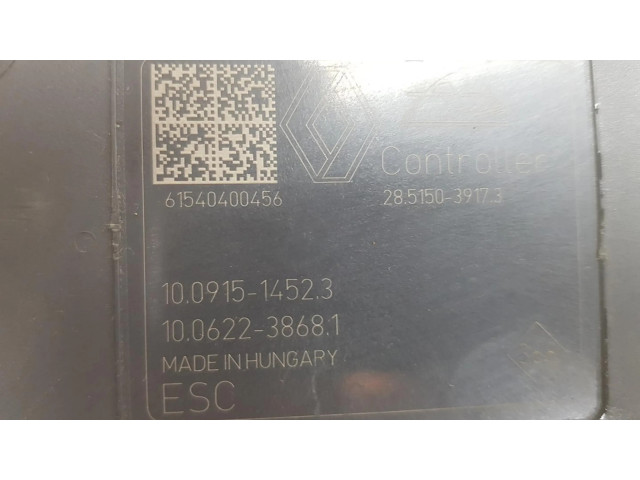 Controller
61540400456
28.5150-3917.3
10.0915-1452.3
10.0622-3868.1
MADE IN HUNGARY
ESC